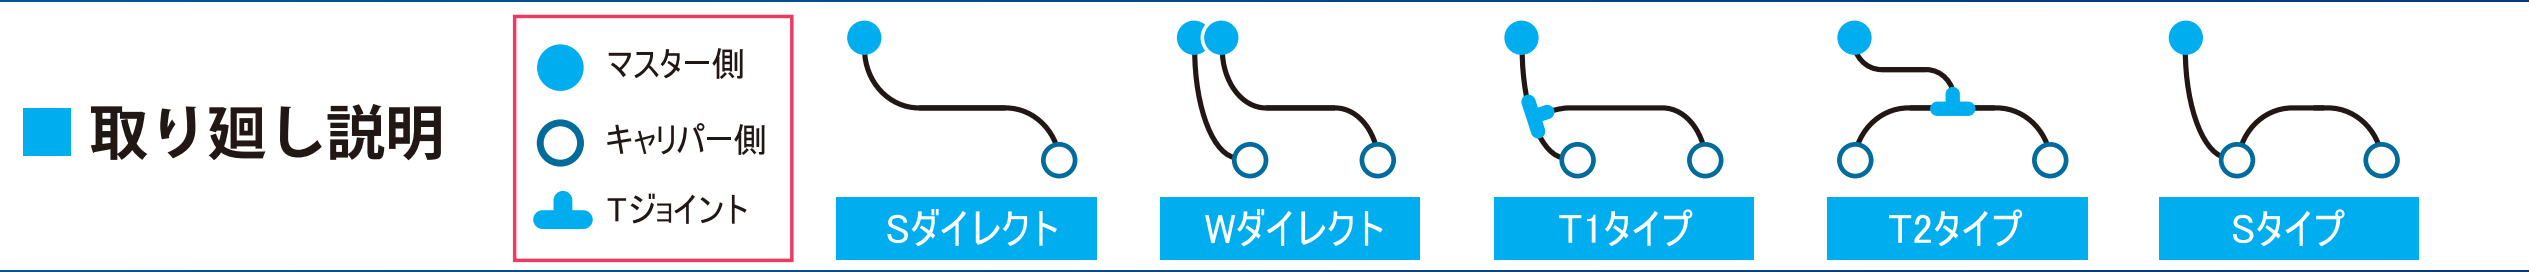 ■取り廻し説明
マスター側
キャリパー側
Tジョイント
Sダイレクト
Wダイレクト
T1タイプ
T2タイプ
Sタイプ